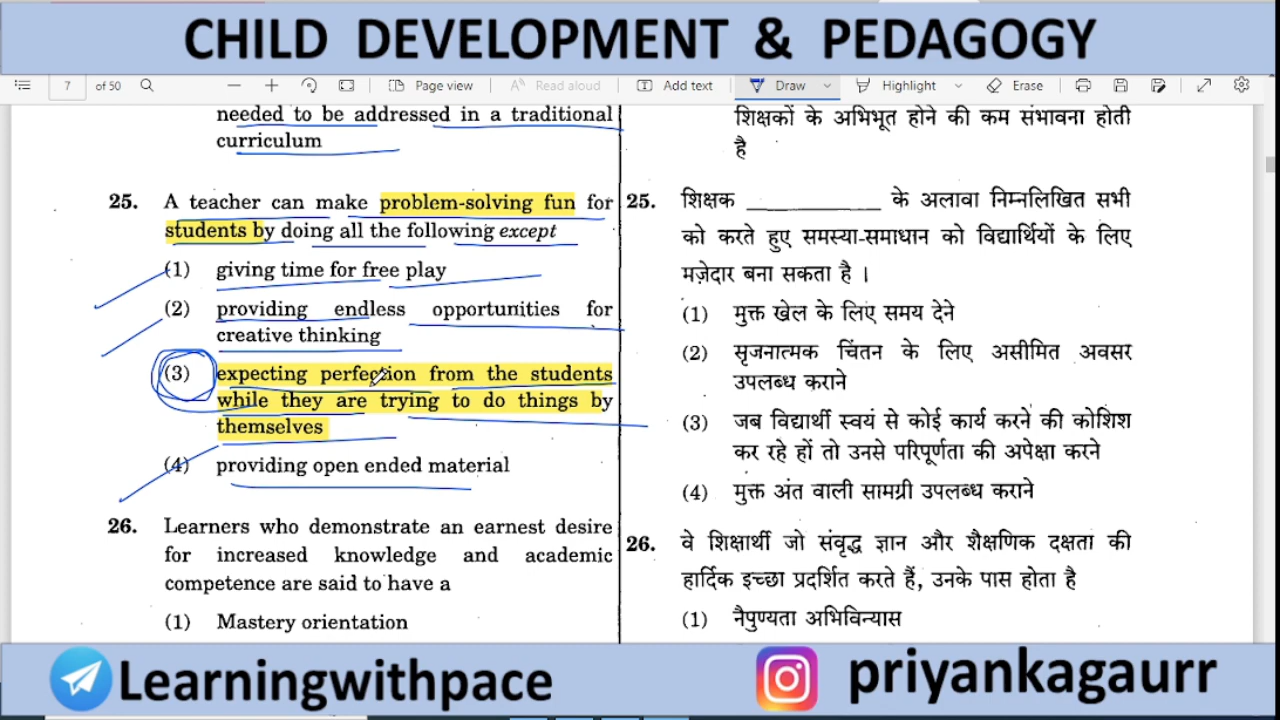 CHILD DEVELOPMENT & PEDAGOGY
7 of 50 Page view Read aloud Add text Draw Highlight Erase
needed to be addressed in a traditional
curriculum
25. A teacher can make problem-solving fun for
students by doing all the following except
(1) giving time for free play
(2) providing endless opportunities for
creative thinking
(3) expecting perfection from the students
while they are trying to do things by
themselves
(4) providing open ended material
26. Learners who demonstrate an earnest desire
for increased knowledge and academic
competence are said to have a
(1) Mastery orientation
शिक्षकों के अभिभूत होने की कम संभावना होती
है
25. शिक्षक ____________ के अलावा निम्नलिखित सभी
को करते हुए समस्या-समाधान को विद्यार्थियों के लिए
मज़ेदार बना सकता है ।
(1) मुक्त खेल के लिए समय देने
(2) सृजनात्मक चिंतन के लिए असीमित अवसर
उपलब्ध कराने
(3) जब विद्यार्थी स्वयं से कोई कार्य करने की कोशिश
कर रहे हों तो उनसे परिपूर्णता की अपेक्षा करने
(4) मुक्त अंत वाली सामग्री उपलब्ध कराने
26. वे शिक्षार्थी जो संवृद्ध ज्ञान और शैक्षणिक दक्षता की
हार्दिक इच्छा प्रदर्शित करते हैं, उनके पास होता है
(1) नैपुण्यता अभिविन्यास
Learningwithpace
priyankagaurr